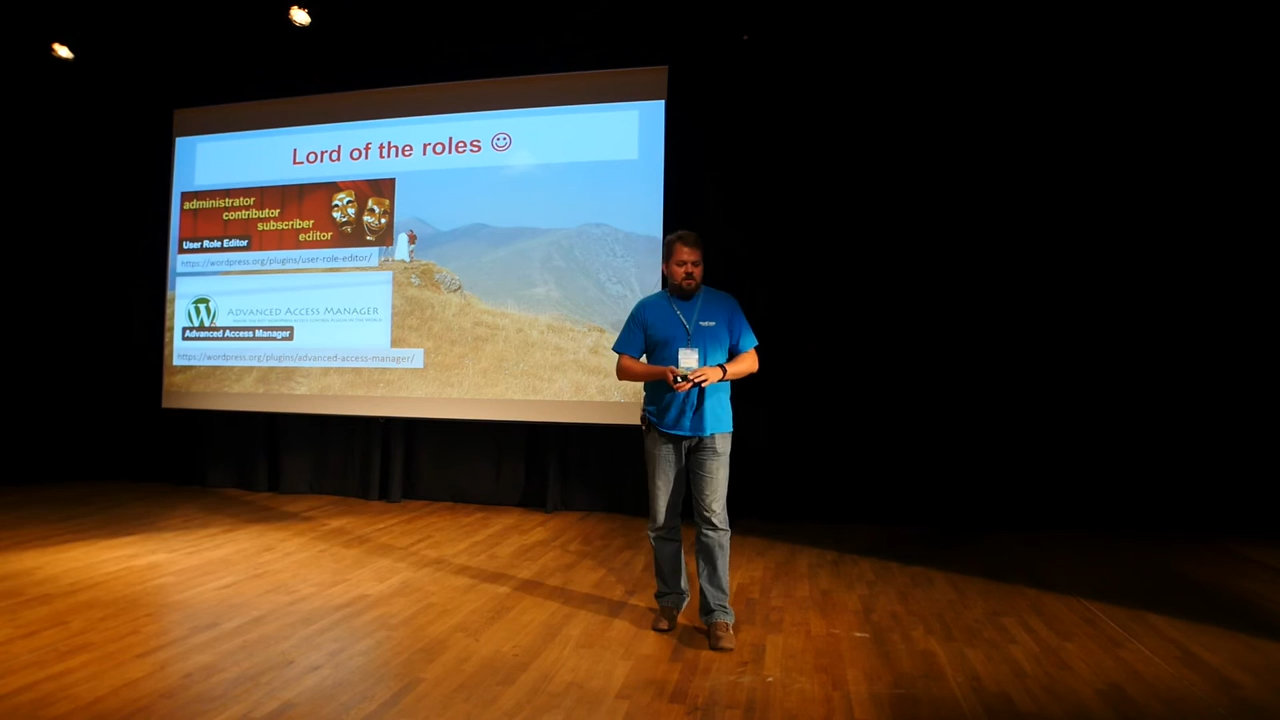 Lord of the roles ☺
administrator
contributor
subscriber
editor
User Role Editor
https://wordpress.org/plugins/user-role-editor/
ADVANCED ACCESS MANAGER
Advanced Access Manager
https://wordpress.org/plugins/advanced-access-manager/